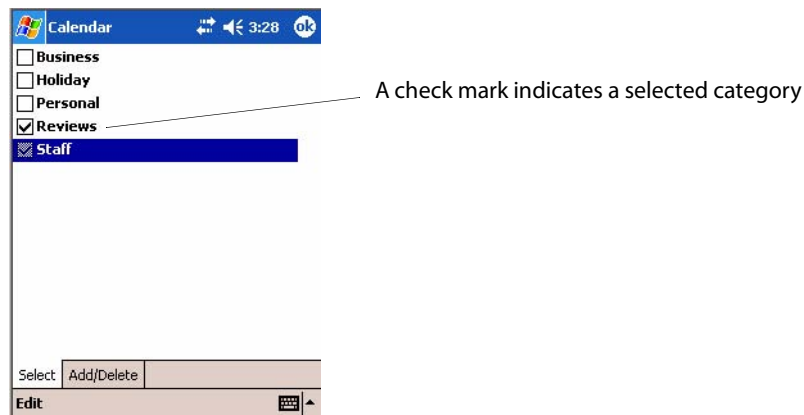 Calendar 3:28 ok
Business
Holiday
Personal
A check mark indicates a selected category
Reviews
Staff
Select Add/Delete
Edit